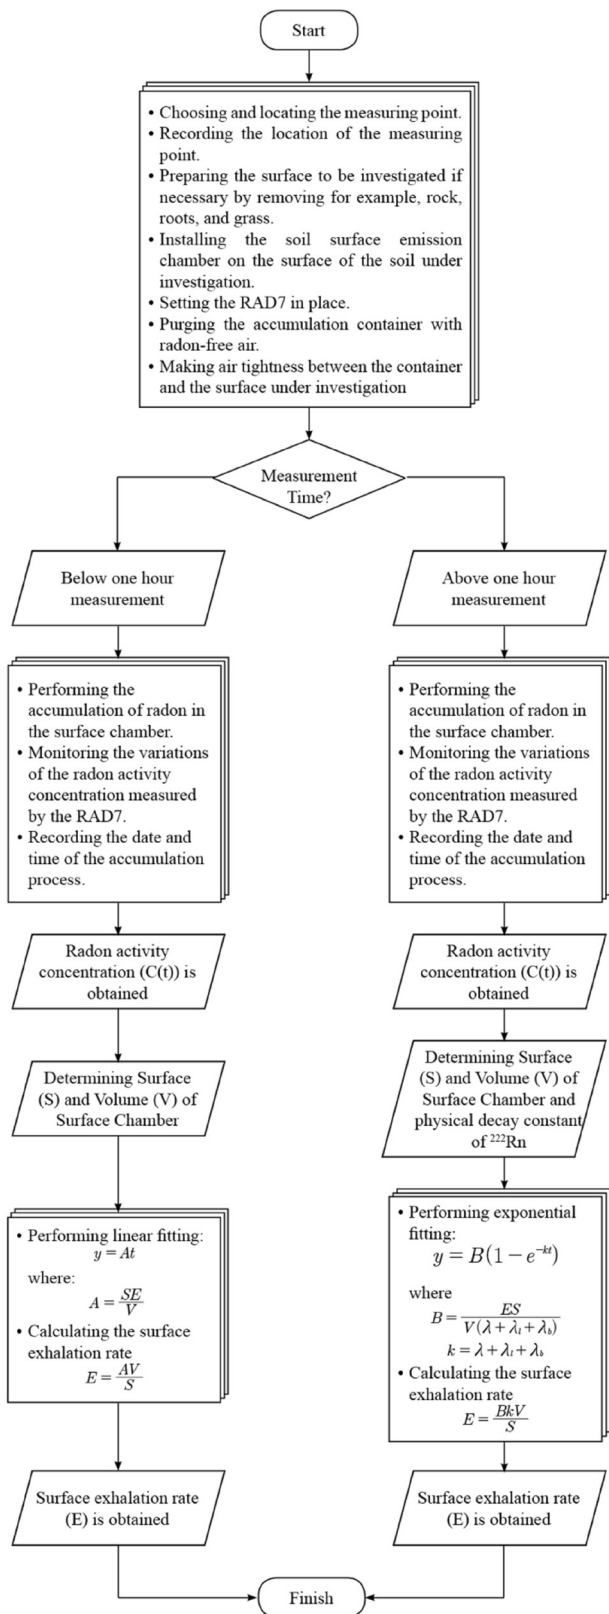 Start
• Choosing and locating the measuring point.
• Recording the location of the measuring
point.
• Preparing the surface to be investigated if
necessary by removing for example, rock,
roots, and grass.
• Installing the soil surface emission
chamber on the surface of the soil under
investigation.
• Setting the RAD7 in place.
• Purging the accumulation container with
radon-free air.
• Making air tightness between the container
and the surface under investigation
Measurement
Time?
Below one hour
measurement
• Performing the
accumulation of radon in
the surface chamber.
• Monitoring the variations
of the radon activity
concentration measured
by the RAD7.
• Recording the date and
time of the accumulation
process.
Radon activity
concentration (C(t)) is
obtained
Determining Surface
(S) and Volume (V) of
Surface Chamber
• Performing linear fitting:
y = At
where:
A = SE/V
• Calculating the surface
exhalation rate
E = AV/S
Surface exhalation rate
(E) is obtained
Above one hour
measurement
• Performing the
accumulation of radon in
the surface chamber.
• Monitoring the variations
of the radon activity
concentration measured
by the RAD7.
• Recording the date and
time of the accumulation
process.
Radon activity
concentration (C(t)) is
obtained
Determining Surface
(S) and Volume (V) of
Surface Chamber and
physical decay constant
of ²²²Rn
• Performing exponential
fitting:
y = B(1 − e^{−kt})
where
B = ES/V(λ + λ_l + λ_b)
k = λ + λ_l + λ_b
• Calculating the surface
exhalation rate
E = BkV/S
Surface exhalation rate
(E) is obtained
Finish